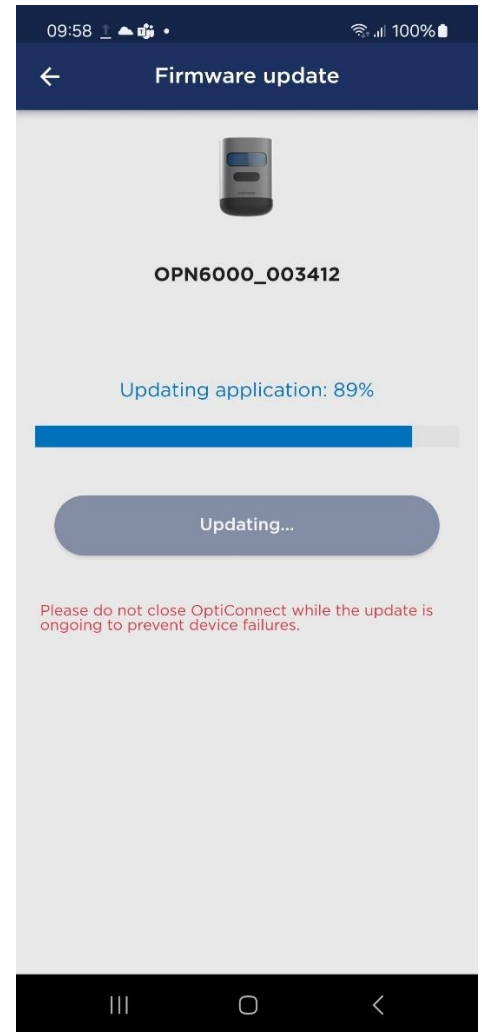 09:58 100%
Firmware update
OPN6000_003412
Updating application: 89%
Updating...
Please do not close OptiConnect while the update is
ongoing to prevent device failures.